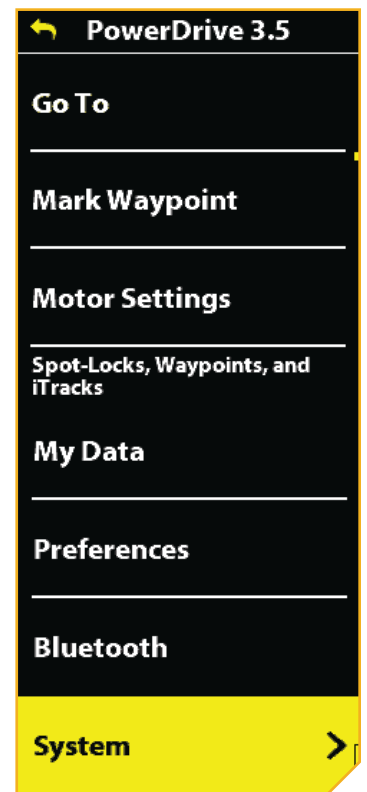 PowerDrive 3.5
Go To
Mark Waypoint
Motor Settings
Spot-Locks, Waypoints, and
iTracks
My Data
Preferences
Bluetooth
System